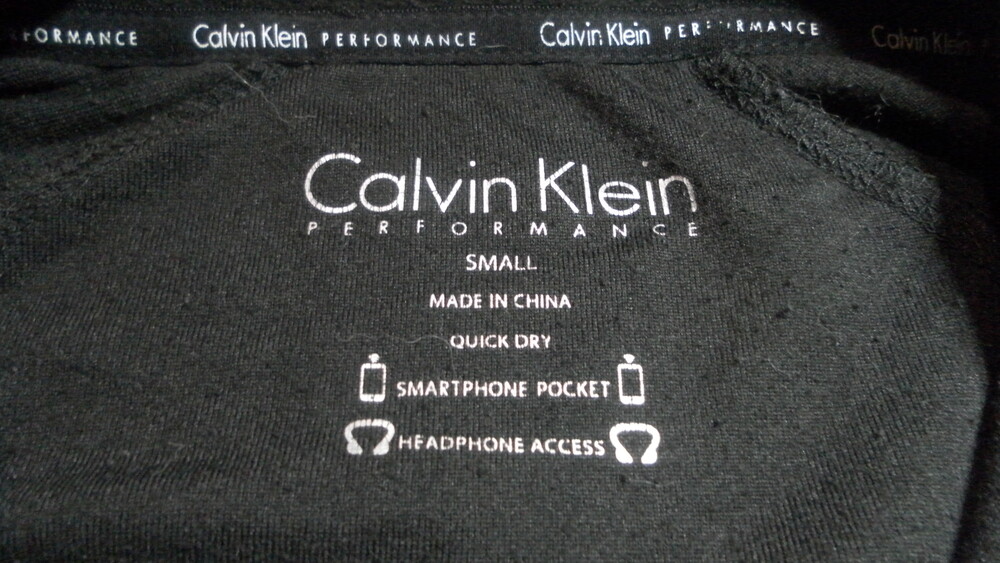 FORMANCE Calvin Klein PERFORMANCE Calvin Klein PERFORMANCE Calvin Klein
Calvin Klein
PERFORMANCE
SMALL
MADE IN CHINA
QUICK DRY
SMARTPHONE POCKET
HEADPHONE ACCESS